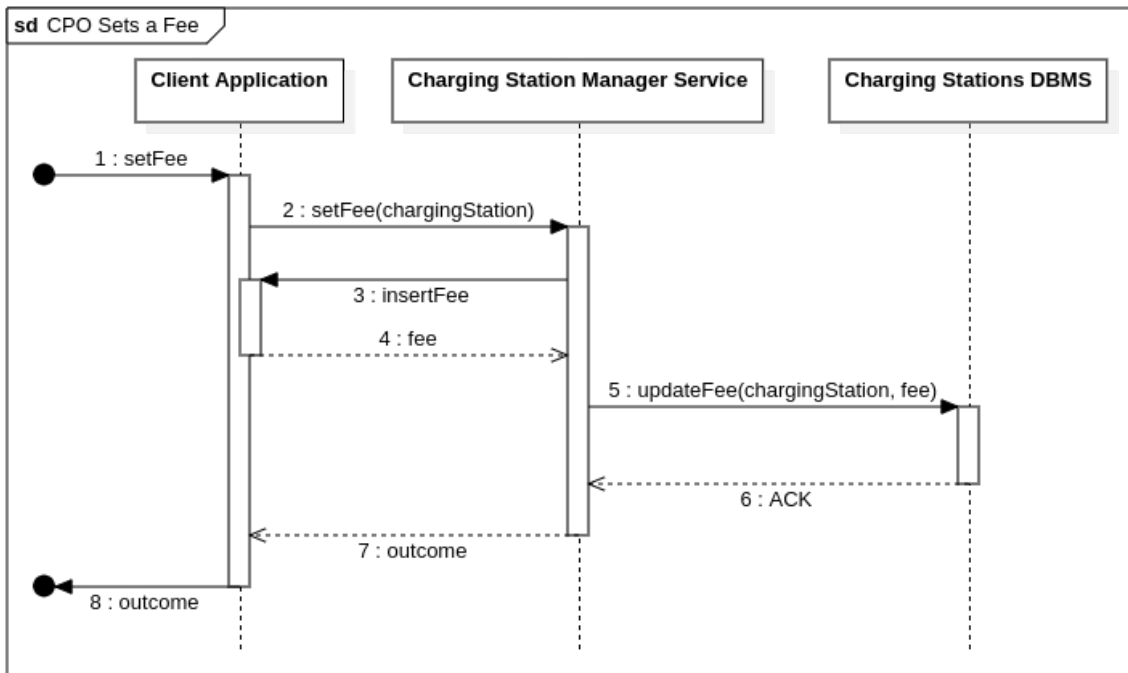 sd CPO Sets a Fee
Client Application
Charging Station Manager Service
Charging Stations DBMS
1 : setFee
2 : setFee(chargingStation)
3 : insertFee
4 : fee
5 : updateFee(chargingStation, fee)
6 : ACK
7 : outcome
8 : outcome